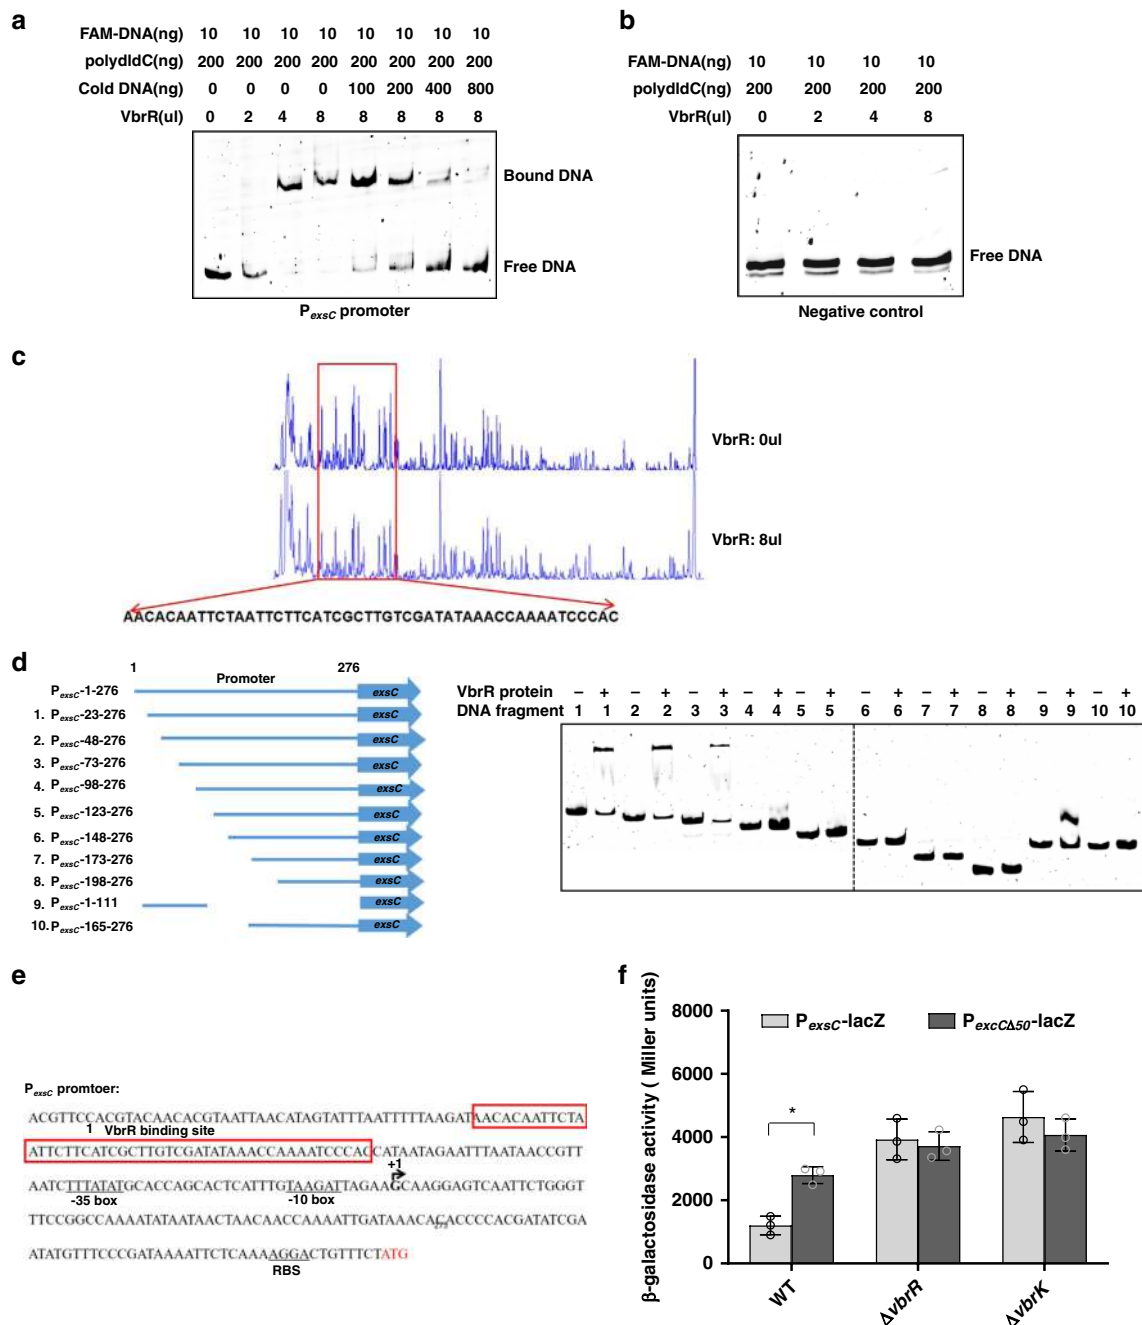 a
FAM-DNA(ng) 10 10 10 10 10 10 10 10
polydIdC(ng) 200 200 200 200 200 200 200 200
Cold DNA(ng) 0 0 0 0 100 200 400 800
VbrR(ul) 0 2 4 8 8 8 8 8
Bound DNA
Free DNA
PexsC promoter
b
FAM-DNA(ng) 10 10 10 10
polydIdC(ng) 200 200 200 200
VbrR(ul) 0 2 4 8
Free DNA
Negative control
c
VbrR: 0ul
VbrR: 8ul
AACACAATTCTAATTCTTCATCGCTTGTCGATATAAACCAAAATCCCAC
d
1 276
Promoter
PexsC-1-276 exsC
1. PexsC-23-276 exsC
2. PexsC-48-276 exsC
3. PexsC-73-276 exsC
4. PexsC-98-276 exsC
5. PexsC-123-276 exsC
6. PexsC-148-276 exsC
7. PexsC-173-276 exsC
8. PexsC-198-276 exsC
9. PexsC-1-111 exsC
10. PexsC-165-276 exsC
VbrR protein − + − + − + − + − + − + − + − + − + − +
DNA fragment 1 1 2 2 3 3 4 4 5 5 6 6 7 7 8 8 9 9 10 10
e
PexsC promtoer:
ACGTTCCACGTACAACACGTAATTAACATAGTATTTAATTTTTAAGATAACACAATTCTA
1 VbrR binding site
ATTCTTCATCGCTTGTCGATATAAACCAAAATCCCACCATAATAGAATTTAATAACCGTT
+1
AATCTTTATATGCACCAGCACTCATTTGTAAGATTAGAAGCAAGGAGTCAATTCTGGGT
-35 box -10 box
TTCCGGCCAAAATATAATAACTAACAACCAAAATTGATAAACACACCCCACGATATCGA
ATATGTTTCCCGATAAAATTCTCAAAAGGACTGTTTCTATG
RBS
f
β-galactosidase activity ( Miller units)
8000
6000
4000
2000
0
PexsC-lacZ PexcCΔ50-lacZ
*
WT ΔvbrR ΔvbrK